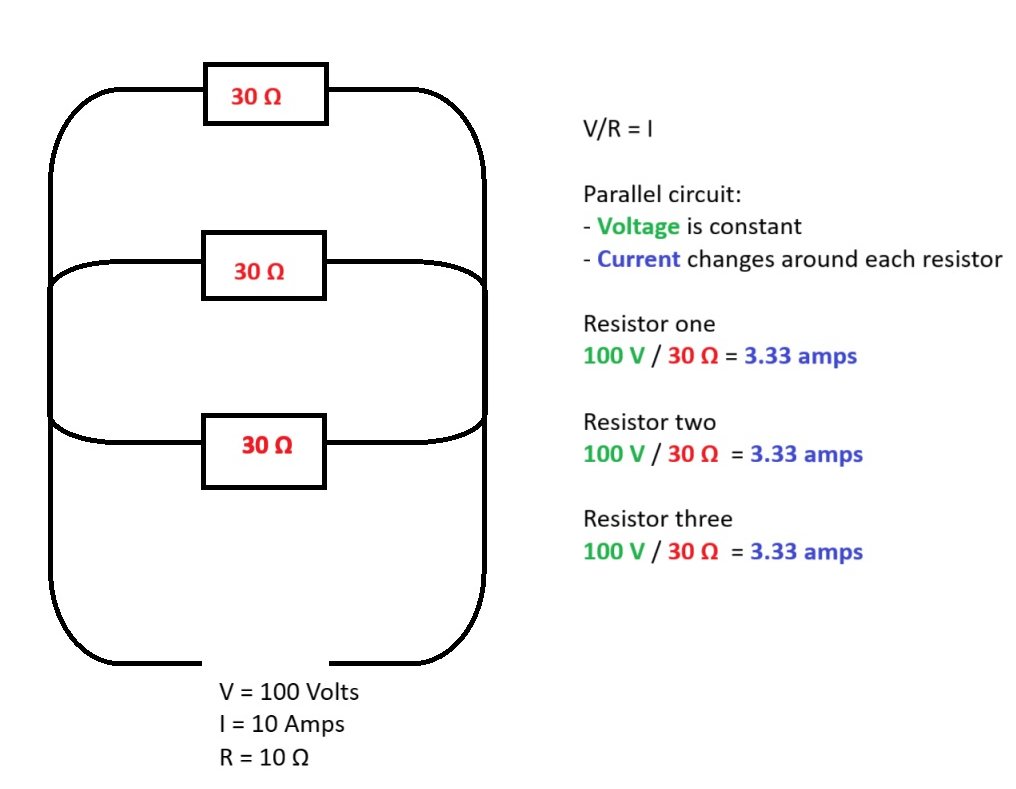 30 Ω
30 Ω
30 Ω
V = 100 Volts
I = 10 Amps
R = 10 Ω
V/R = I
Parallel circuit:
- Voltage is constant
- Current changes around each resistor
Resistor one
100 V / 30 Ω = 3.33 amps
Resistor two
100 V / 30 Ω = 3.33 amps
Resistor three
100 V / 30 Ω = 3.33 amps